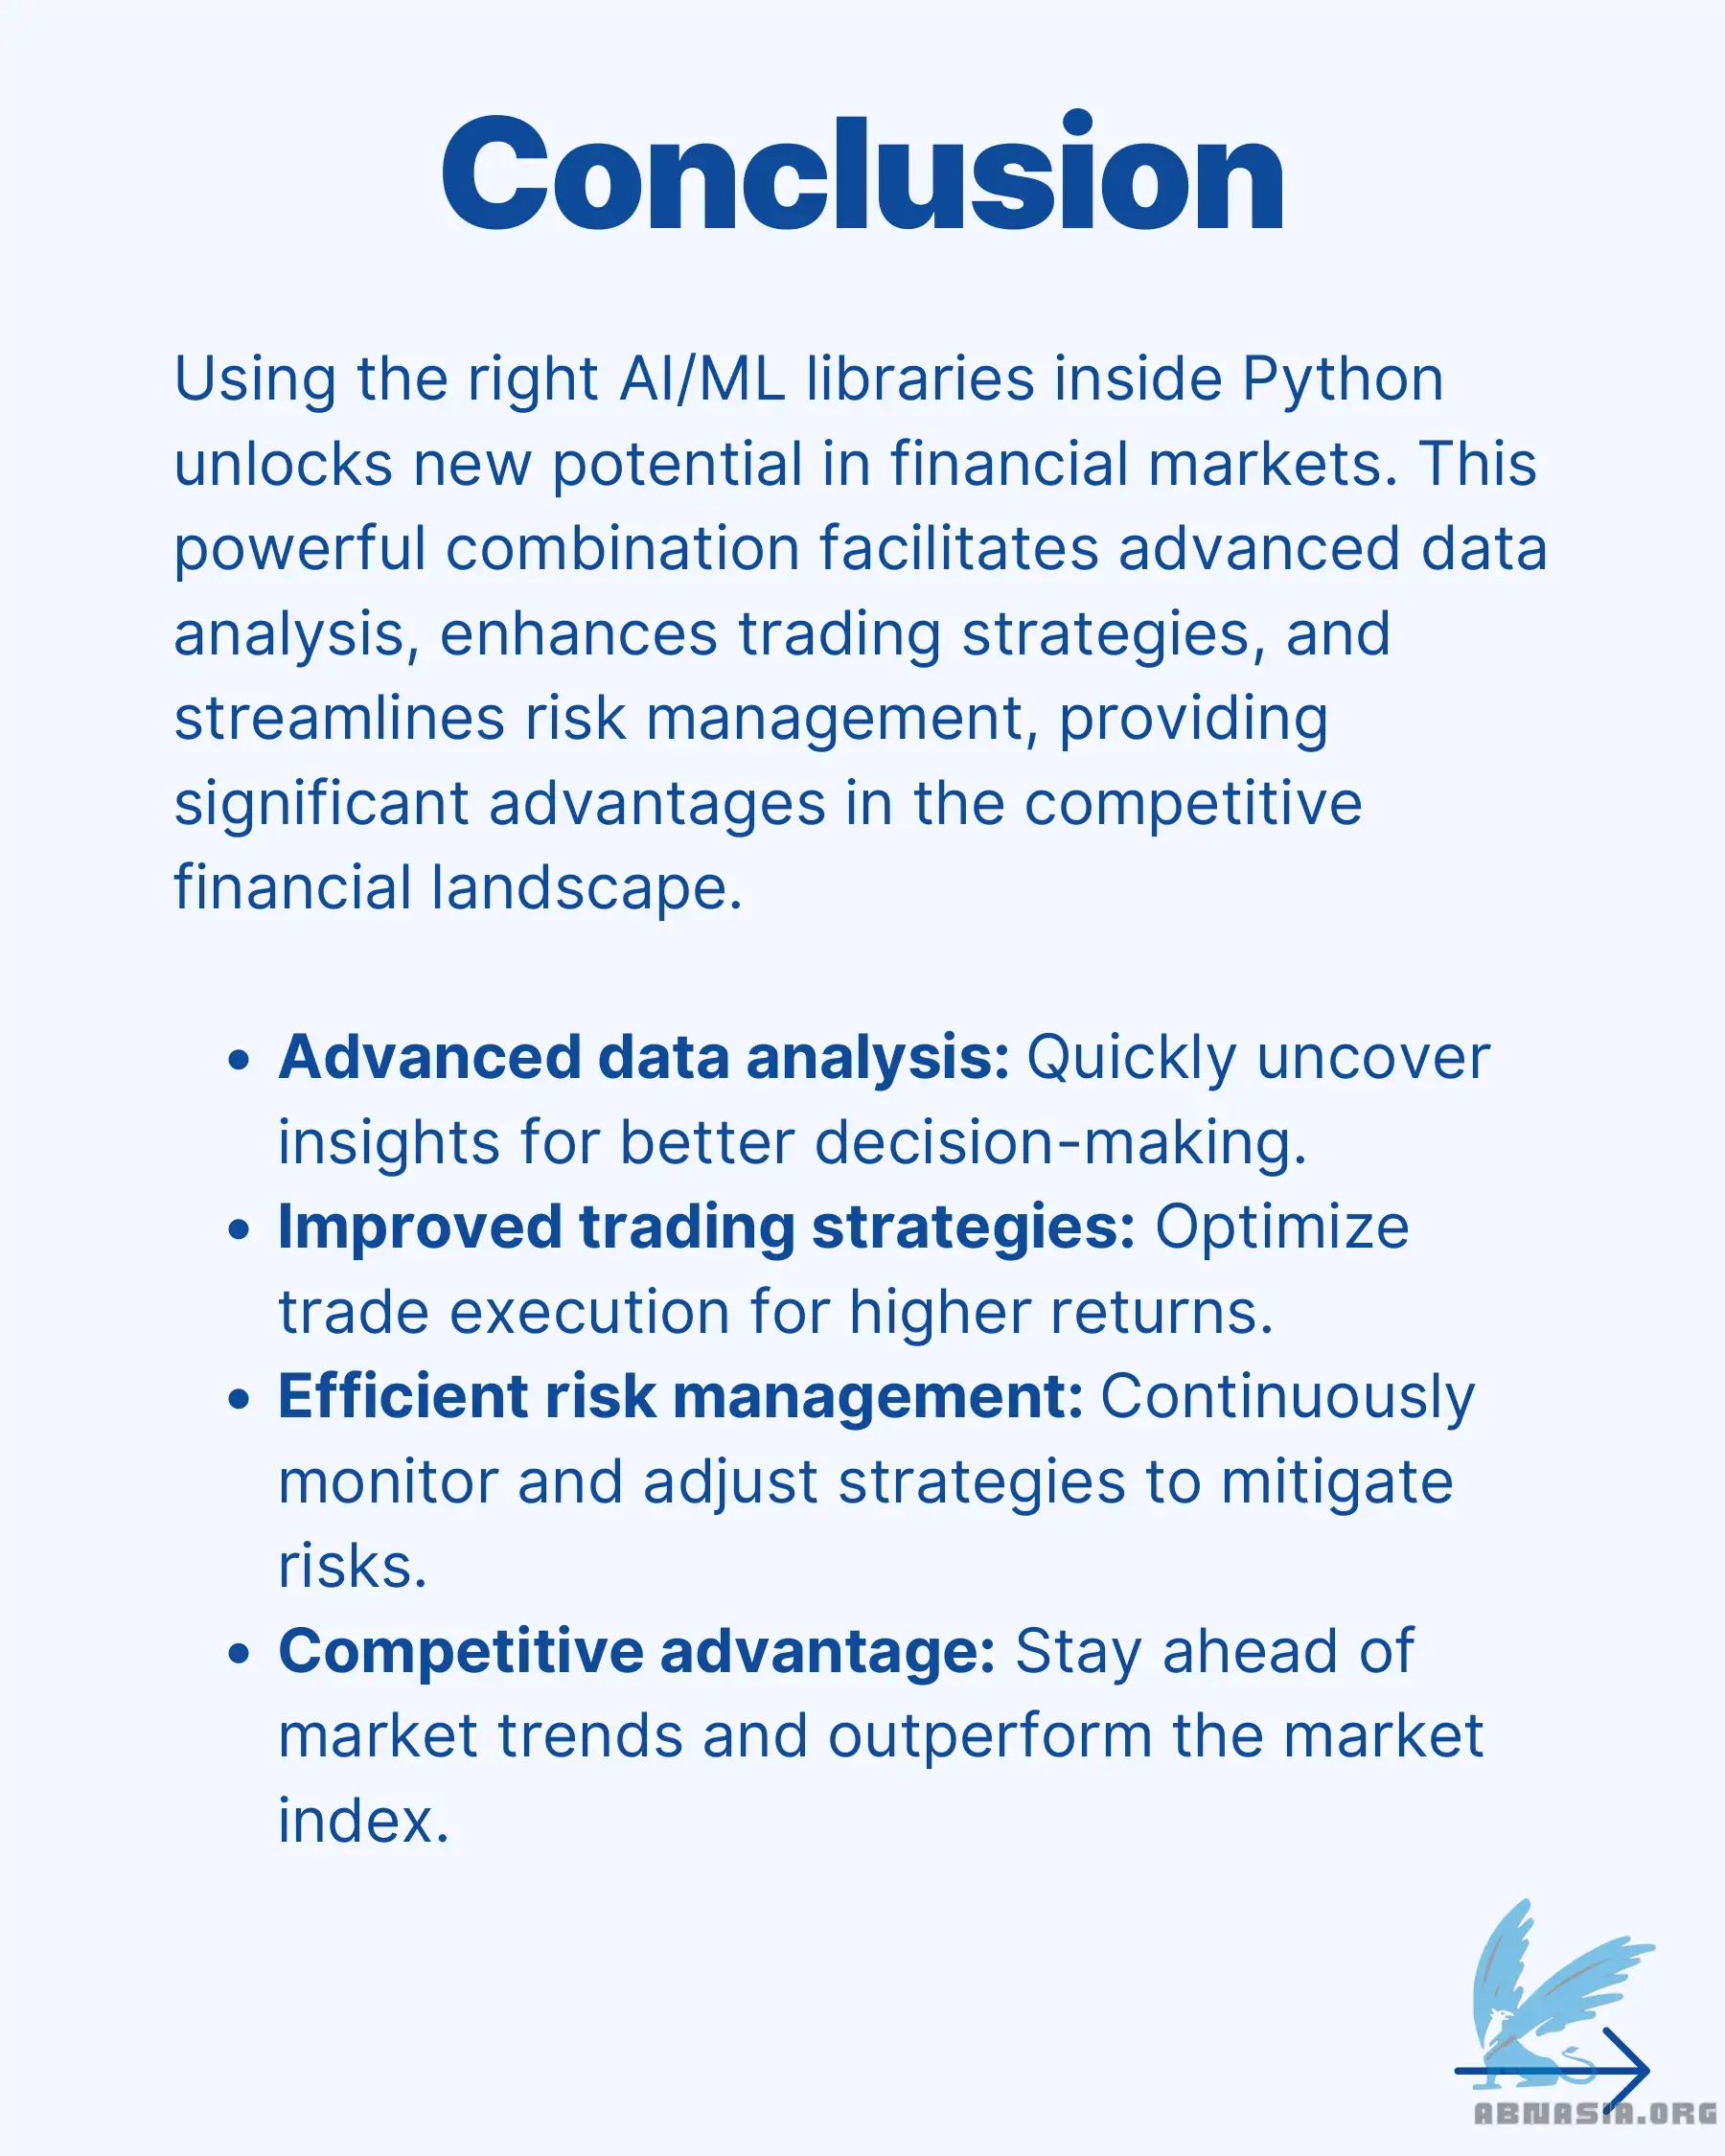 Conclusion
Using the right AI/ML libraries inside Python
unlocks new potential in financial markets. This
powerful combination facilitates advanced data
analysis, enhances trading strategies, and
streamlines risk management, providing
significant advantages in the competitive
financial landscape.
• Advanced data analysis: Quickly uncover
insights for better decision-making.
• Improved trading strategies: Optimize
trade execution for higher returns.
• Efficient risk management: Continuously
monitor and adjust strategies to mitigate
risks.
• Competitive advantage: Stay ahead of
market trends and outperform the market
index.
ABNASIA.ORG